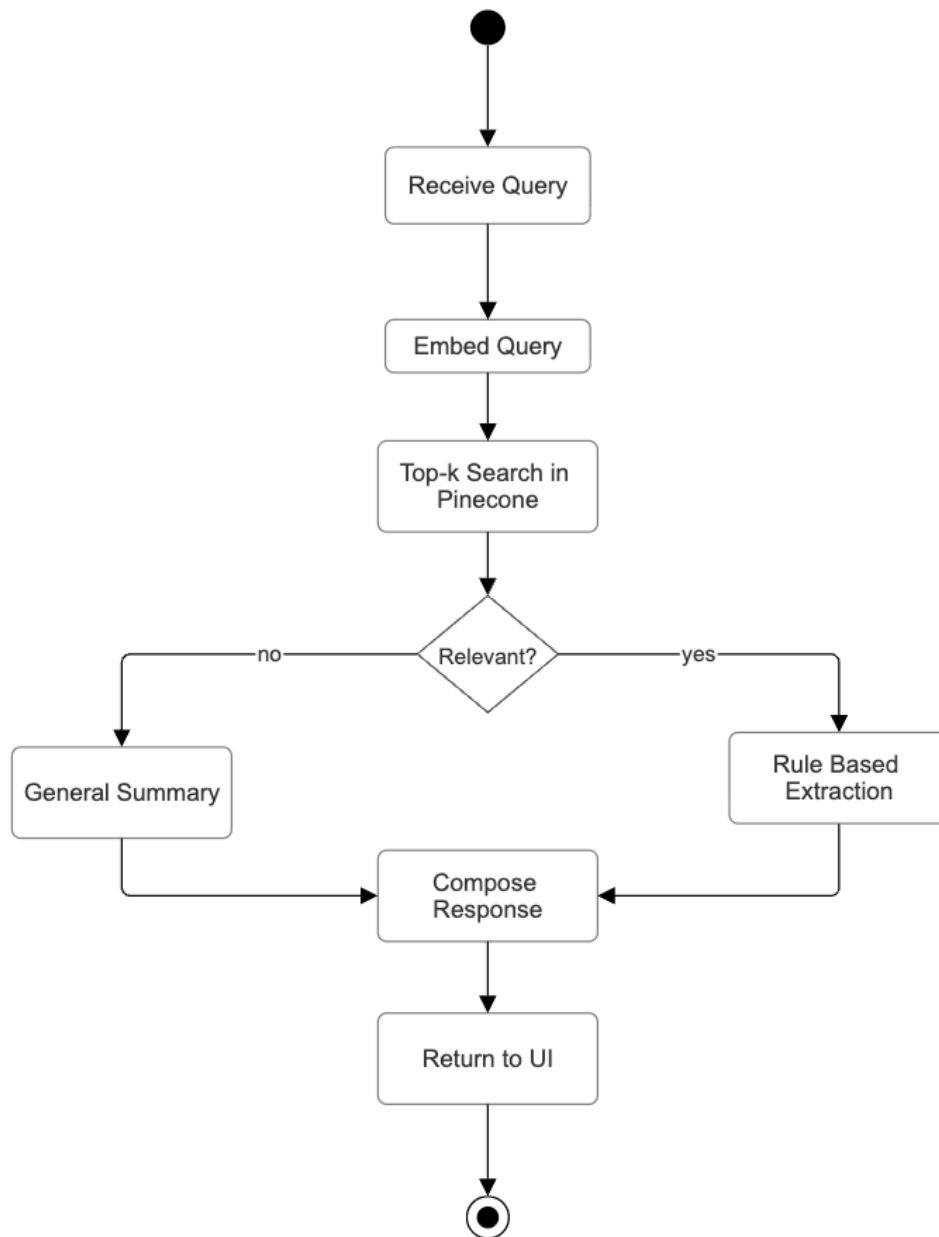 Receive Query
Embed Query
Top-k Search in
Pinecone
Relevant?
no
yes
General Summary
Rule Based
Extraction
Compose
Response
Return to UI